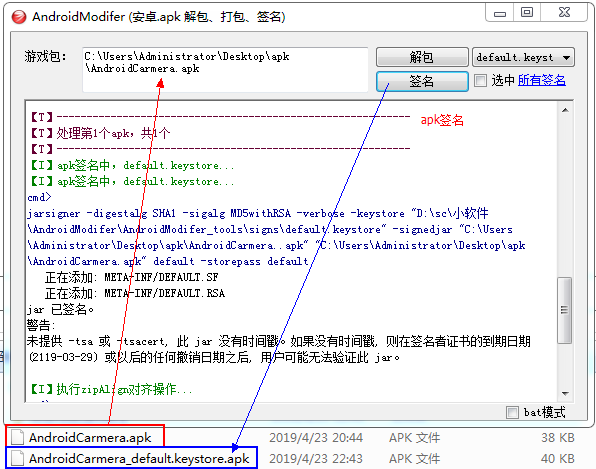 AndroidModifer (安卓.apk 解包、打包、签名)
游戏包:
C:\Users\Administrator\Desktop\apk
\AndroidCarmera.apk
解包
default.keyst
签名
选中 所有签名
【T】------------------------------------------------
apk签名
【T】处理第1个apk, 共1个
【T】------------------------------------------------
【I】apk签名中, default.keystore...
【I】apk签名中, default.keystore...
cmd>
jarsigner -digestalg SHA1 -sigalg MD5withRSA -verbose -keystore "D:\sc\小软件
\AndroidModifer\AndroidModifer_tools\signs\default.keystore" -signedjar "C:\Users
\Administrator\Desktop\apk\AndroidCarmera..apk" "C:\Users\Administrator\Desktop\apk
\AndroidCarmera.apk" default -storepass default
正在添加: META-INF/DEFAULT.SF
正在添加: META-INF/DEFAULT.RSA
jar 已签名。
警告:
未提供 -tsa 或 -tsacert, 此 jar 没有时间戳。如果没有时间戳, 则在签名者证书的到期日期
(2119-03-29) 或以后的任何撤销日期之后, 用户可能无法验证此 jar。
【I】执行zipAlign对齐操作...
bat模式
AndroidCarmera.apk 2019/4/23 20:44 APK 文件 38 KB
AndroidCarmera_default.keystore.apk 2019/4/23 22:43 APK 文件 40 KB